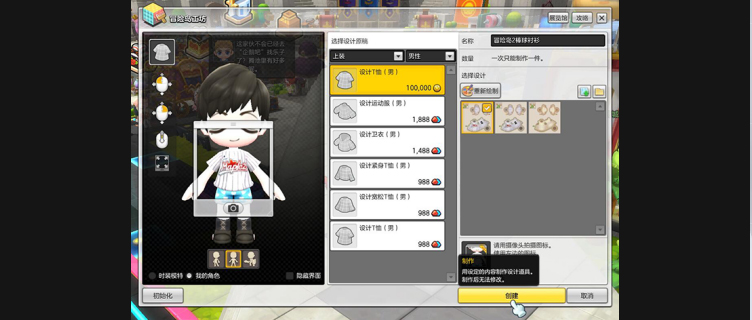 冒险岛工坊
展览馆
攻略
选择设计原稿
上装
男性
设计T恤（男）
100,000
设计运动服（男）
1,888
设计卫衣（男）
1,488
设计紧身T恤（男）
988
设计宽松T恤（男）
988
设计T恤（男）
988
名称
冒险岛2棒球衬衫
数量
一次只能制作一件。
选择设计
重新绘制
调用摄像头拍摄图标。
制作
用设定的内容制作设计道具。
制作后无法修改。
时装模特
我的角色
隐藏界面
初始化
创建
取消